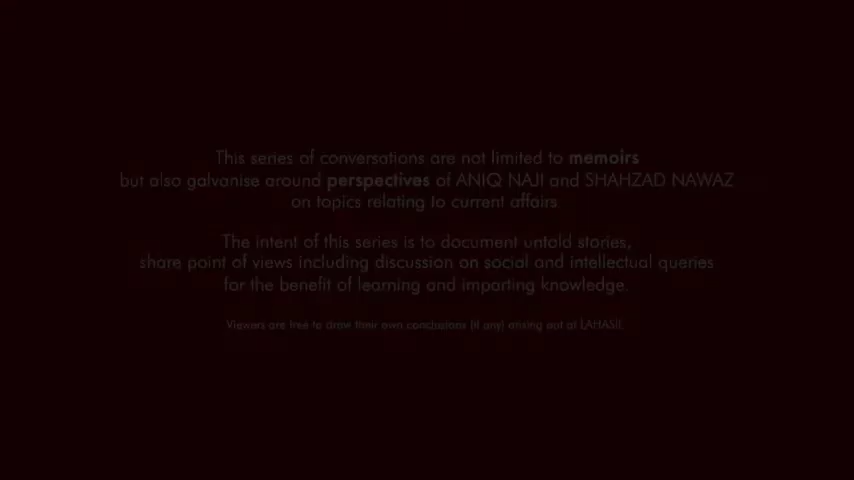 This series of conversations are not limited to memoirs
but also galvanise around perspectives of ANIQ NAJI and SHAHZAD NAWAZ
on topics relating to current affairs
The intent of this series is to document untold stories,
share point of views including discussion on social and intellectual queries
for the benefit of learning and imparting knowledge.
Viewers are free to draw their own conclusions (if any) arising out of LAHASIL